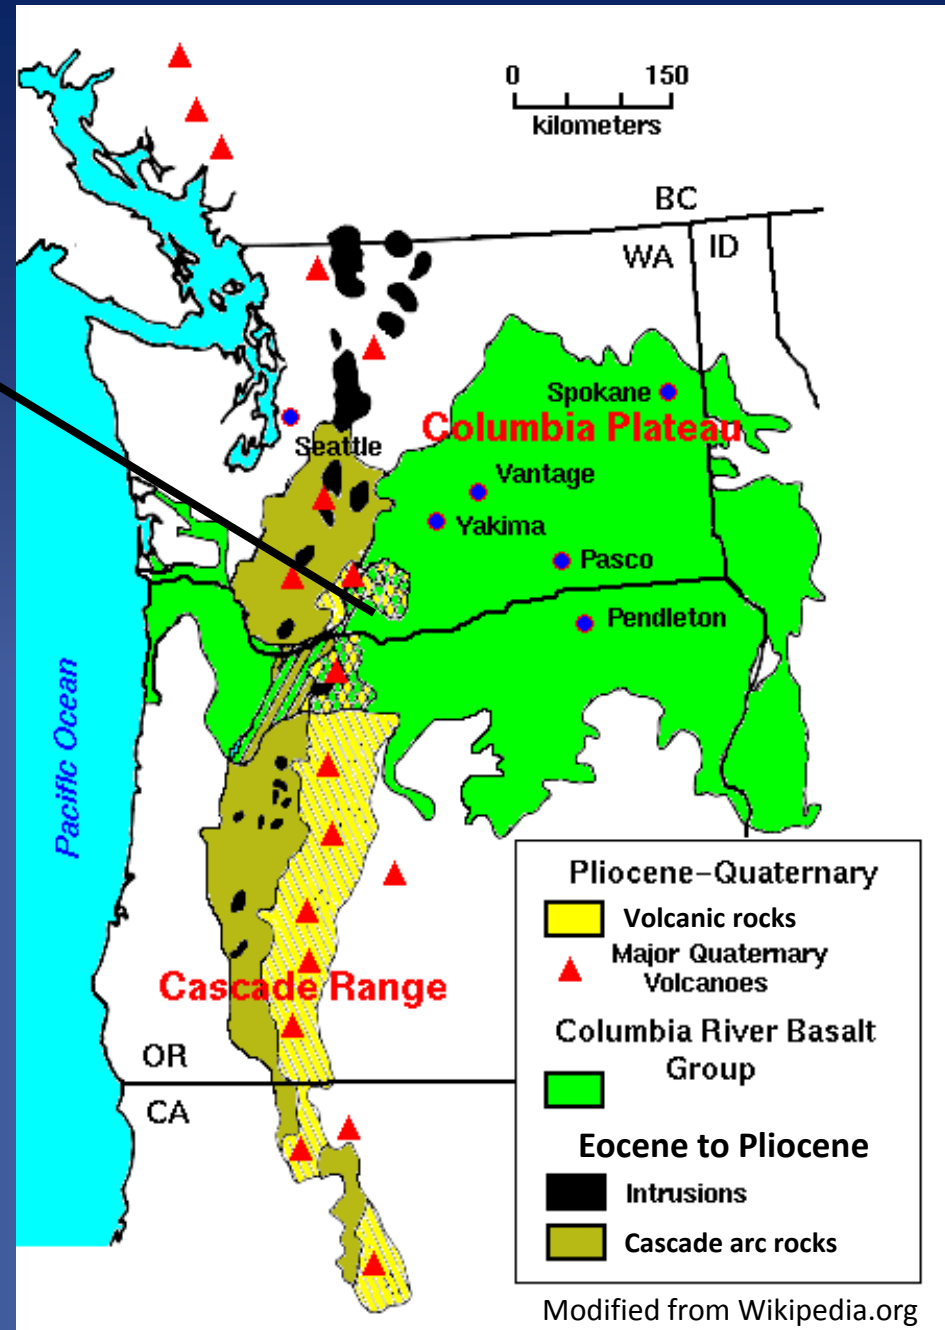 0 150
kilometers
BC
WA ID
Spokane
Columbia Plateau
Seattle
Vantage
Yakima
Pasco
Pendleton
Pacific Ocean
Cascade Range
OR
CA
Pliocene-Quaternary
Volcanic rocks
Major Quaternary
Volcanoes
Columbia River Basalt
Group
Eocene to Pliocene
Intrusions
Cascade arc rocks
Modified from Wikipedia.org